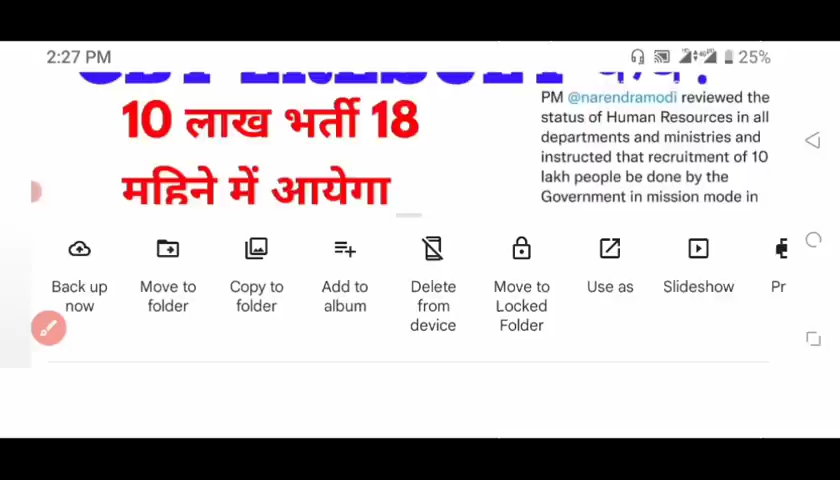 2:27 PM
25%
10 लाख भर्ती 18
महिने में आयेगा
PM @narendramodi reviewed the
status of Human Resources in all
departments and ministries and
instructed that recruitment of 10
lakh people be done by the
Government in mission mode in
Back up now
Move to folder
Copy to folder
Add to album
Delete from device
Move to Locked Folder
Use as
Slideshow
Pr